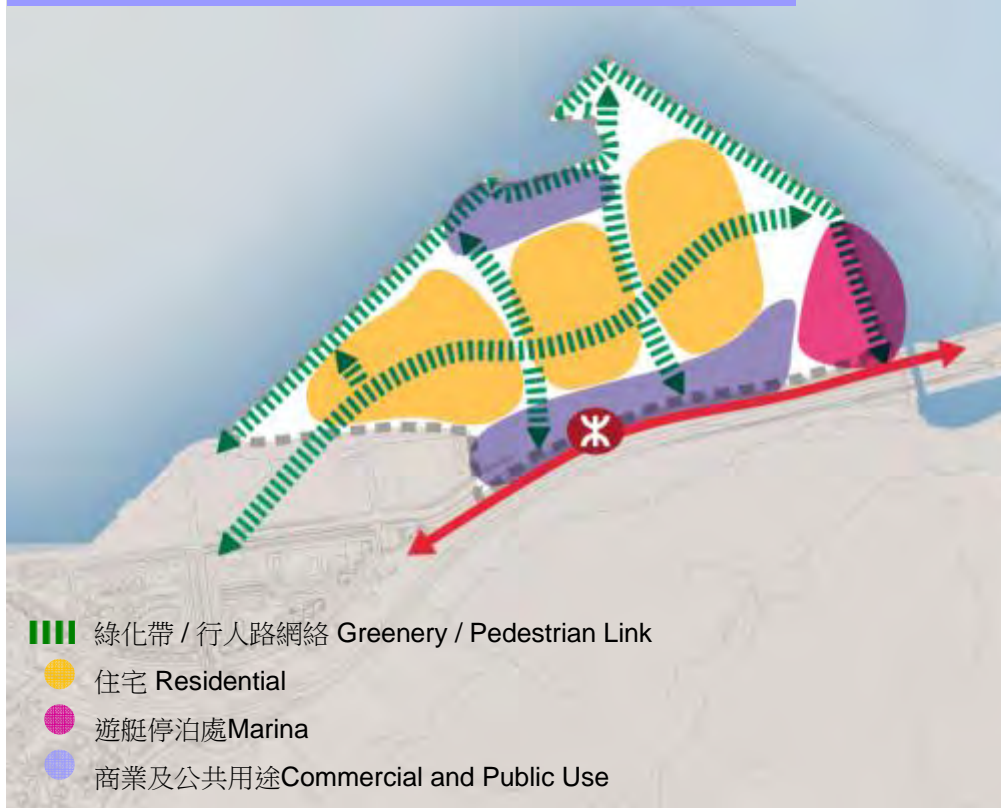 綠化帶 / 行人路網絡 Greenery / Pedestrian Link
住宅 Residential
遊艇停泊處Marina
商業及公共用途Commercial and Public Use